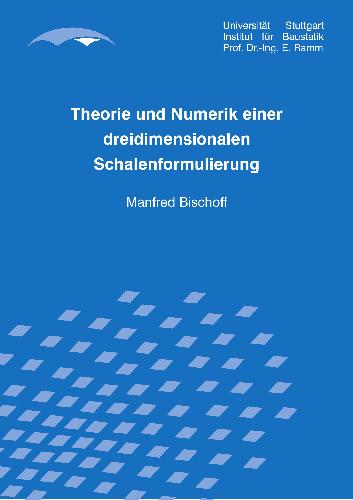 Universität Stuttgart
Institut für Baustatik
Prof. Dr.-Ing. E. Ramm
Theorie und Numerik einer
dreidimensionalen
Schalenformulierung
Manfred Bischoff